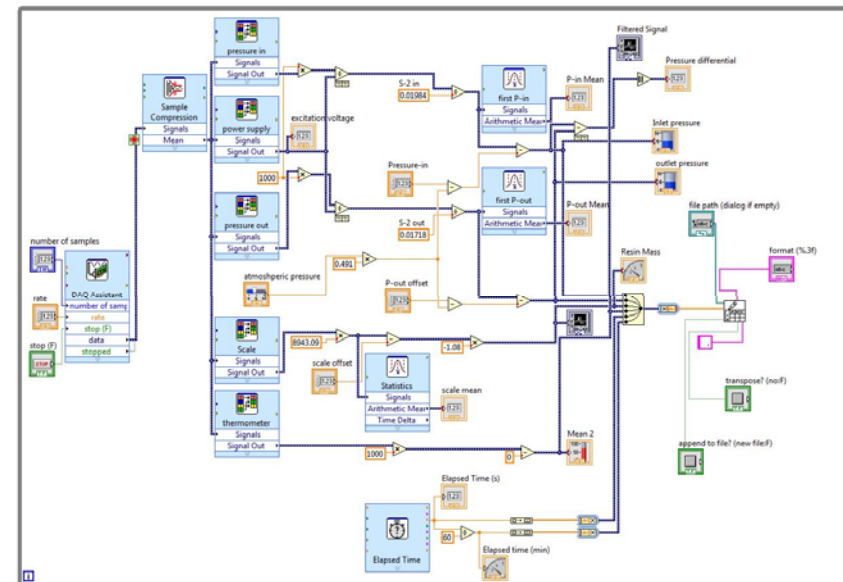 pressure in
Signals
Signal Out
Sample
Compression
Signals
Mean
power supply
Signals
Signal Out
excitation voltage
1000
pressure out
Signals
Signal Out
number of samples
rate
stop (F)
STOP
DAQ Assistant
number of samp
rate
stop (F)
data
stopped
S-2 in
0.01984
first P-in
Signals
Arithmetic Mear
P-in Mean
Filtered Signal
Pressure differential
Inlet pressure
outlet pressure
Pressure-in
first P-out
Signals
Arithmetic Mear
P-out Mean
S-2 out
0.01718
atmoshperic pressure
0.491
P-out offset
Resin Mass
file path (dialog if empty)
format (%.3f)
Scale
Signals
Signal Out
8943.09
-1.08
scale offset
Statistics
Signals
Arithmetic Mear
Time Delta
scale mean
transpose? (no:F)
append to file? (new file:F)
thermometer
Signals
Signal Out
1000
0
Mean 2
Elapsed Time (s)
60
Elapsed Time
Elapsed time (min)
i